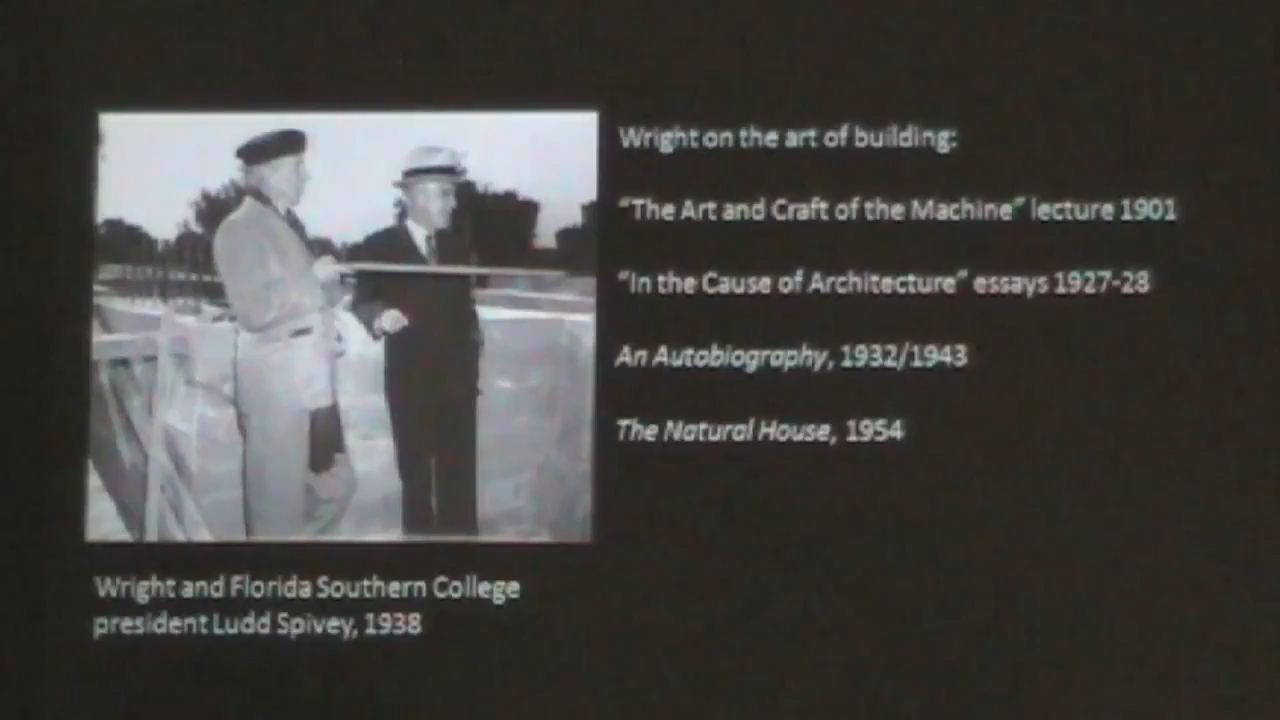 Wright on the art of building:
“The Art and Craft of the Machine” lecture 1901
“In the Cause of Architecture” essays 1927-28
An Autobiography, 1932/1943
The Natural House, 1954
Wright and Florida Southern College
president Ludd Spivey, 1938